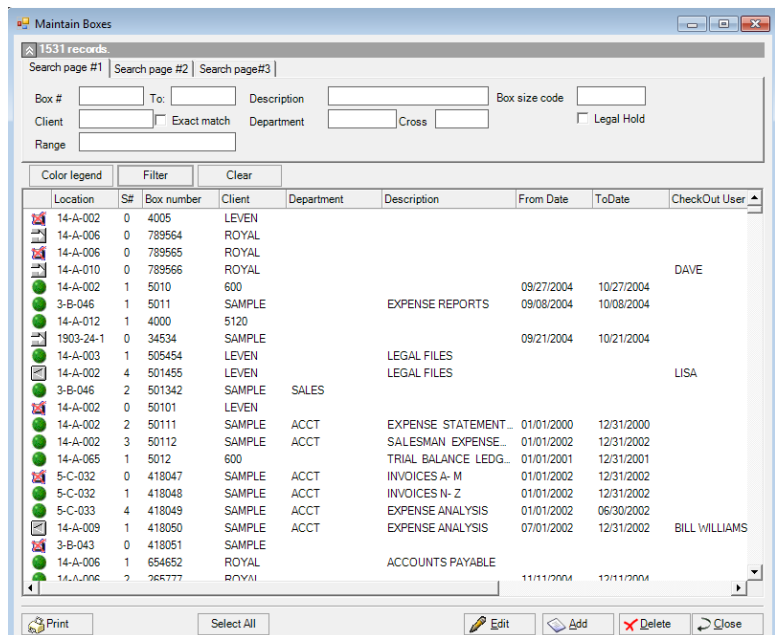 Maintain Boxes
1531 records.
Search page #1 Search page #2 Search page#3
Box # To: Description Box size code
Client Exact match Department Cross Legal Hold
Range
Color legend Filter Clear
Location S# Box number Client Department Description From Date ToDate CheckOut User
14-A-002 0 4005 LEVEN
14-A-006 0 789564 ROYAL
14-A-006 0 789565 ROYAL
14-A-010 0 789566 ROYAL DAVE
14-A-002 1 5010 600 09/27/2004 10/27/2004
3-B-046 1 5011 SAMPLE EXPENSE REPORTS 09/08/2004 10/08/2004
14-A-012 1 4000 5120
1903-24-1 0 34534 SAMPLE 09/21/2004 10/21/2004
14-A-003 1 505454 LEVEN LEGAL FILES
14-A-002 4 501455 LEVEN LEGAL FILES LISA
3-B-046 2 501342 SAMPLE SALES
14-A-002 0 50101 LEVEN
14-A-002 2 50111 SAMPLE ACCT EXPENSE STATEMENT... 01/01/2000 12/31/2000
14-A-002 3 50112 SAMPLE ACCT SALESMAN EXPENSE... 01/01/2002 12/31/2002
14-A-065 1 5012 600 TRIAL BALANCE LEDG... 01/01/2001 12/31/2001
5-C-032 0 418047 SAMPLE ACCT INVOICES A- M 01/01/2002 12/31/2002
5-C-032 1 418048 SAMPLE ACCT INVOICES N- Z 01/01/2002 12/31/2002
5-C-033 4 418049 SAMPLE ACCT EXPENSE ANALYSIS 01/01/2002 06/30/2002
14-A-009 1 418050 SAMPLE ACCT EXPENSE ANALYSIS 07/01/2002 12/31/2002 BILL WILLIAMS
3-B-043 0 418051 SAMPLE
14-A-006 1 654652 ROYAL ACCOUNTS PAYABLE
14-A-006 2 265777 ROYAL 11/11/2004 12/11/2004
Print Select All Edit Add Delete Close